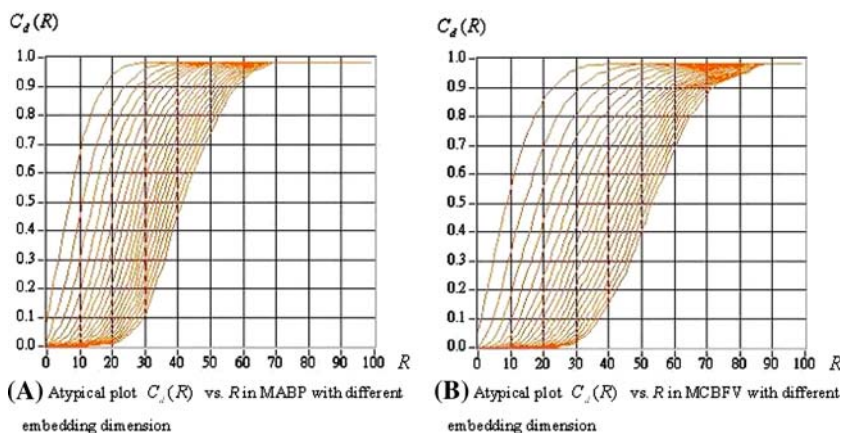 C_d(R)
C_d(R)
1.0
0.9
0.8
0.7
0.6
0.5
0.4
0.3
0.2
0.1
0.0
0 10 20 30 40 50 60 70 80 90 100 R
1.0
0.9
0.8
0.7
0.6
0.5
0.4
0.3
0.2
0.1
0.0
0 10 20 30 40 50 60 70 80 90 100 R
(A) Atypical plot C_d(R) vs. R in MABP with different
embedding dimension
(B) Atypical plot C_d(R) vs. R in MCBFV with different
embedding dimension